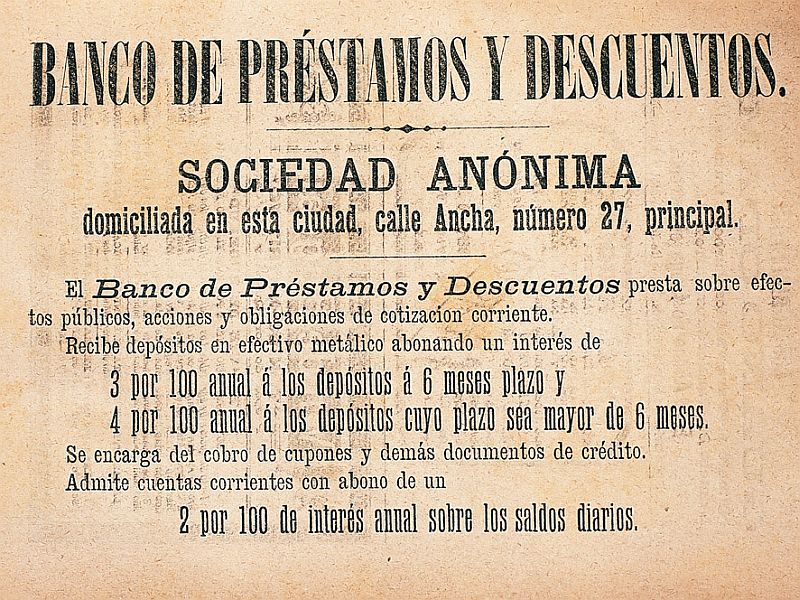 BANCO DE PRÉSTAMOS Y DESCUENTOS.
SOCIEDAD ANÓNIMA
domiciliada en esta ciudad, calle Ancha, número 27, principal.
El Banco de Préstamos y Descuentos presta sobre efec-
tos públicos, acciones y obligaciones de cotizacion corriente.
Recibe depósitos en efectivo metálico abonando un interés de
3 por 100 anual á los depósitos á 6 meses plazo y
4 por 100 anual á los depósitos cuyo plazo sea mayor de 6 meses.
Se encarga del cobro de cupones y demás documentos de crédito.
Admite cuentas corrientes con abono de un
2 por 100 de interés anual sobre los saldos diarios.